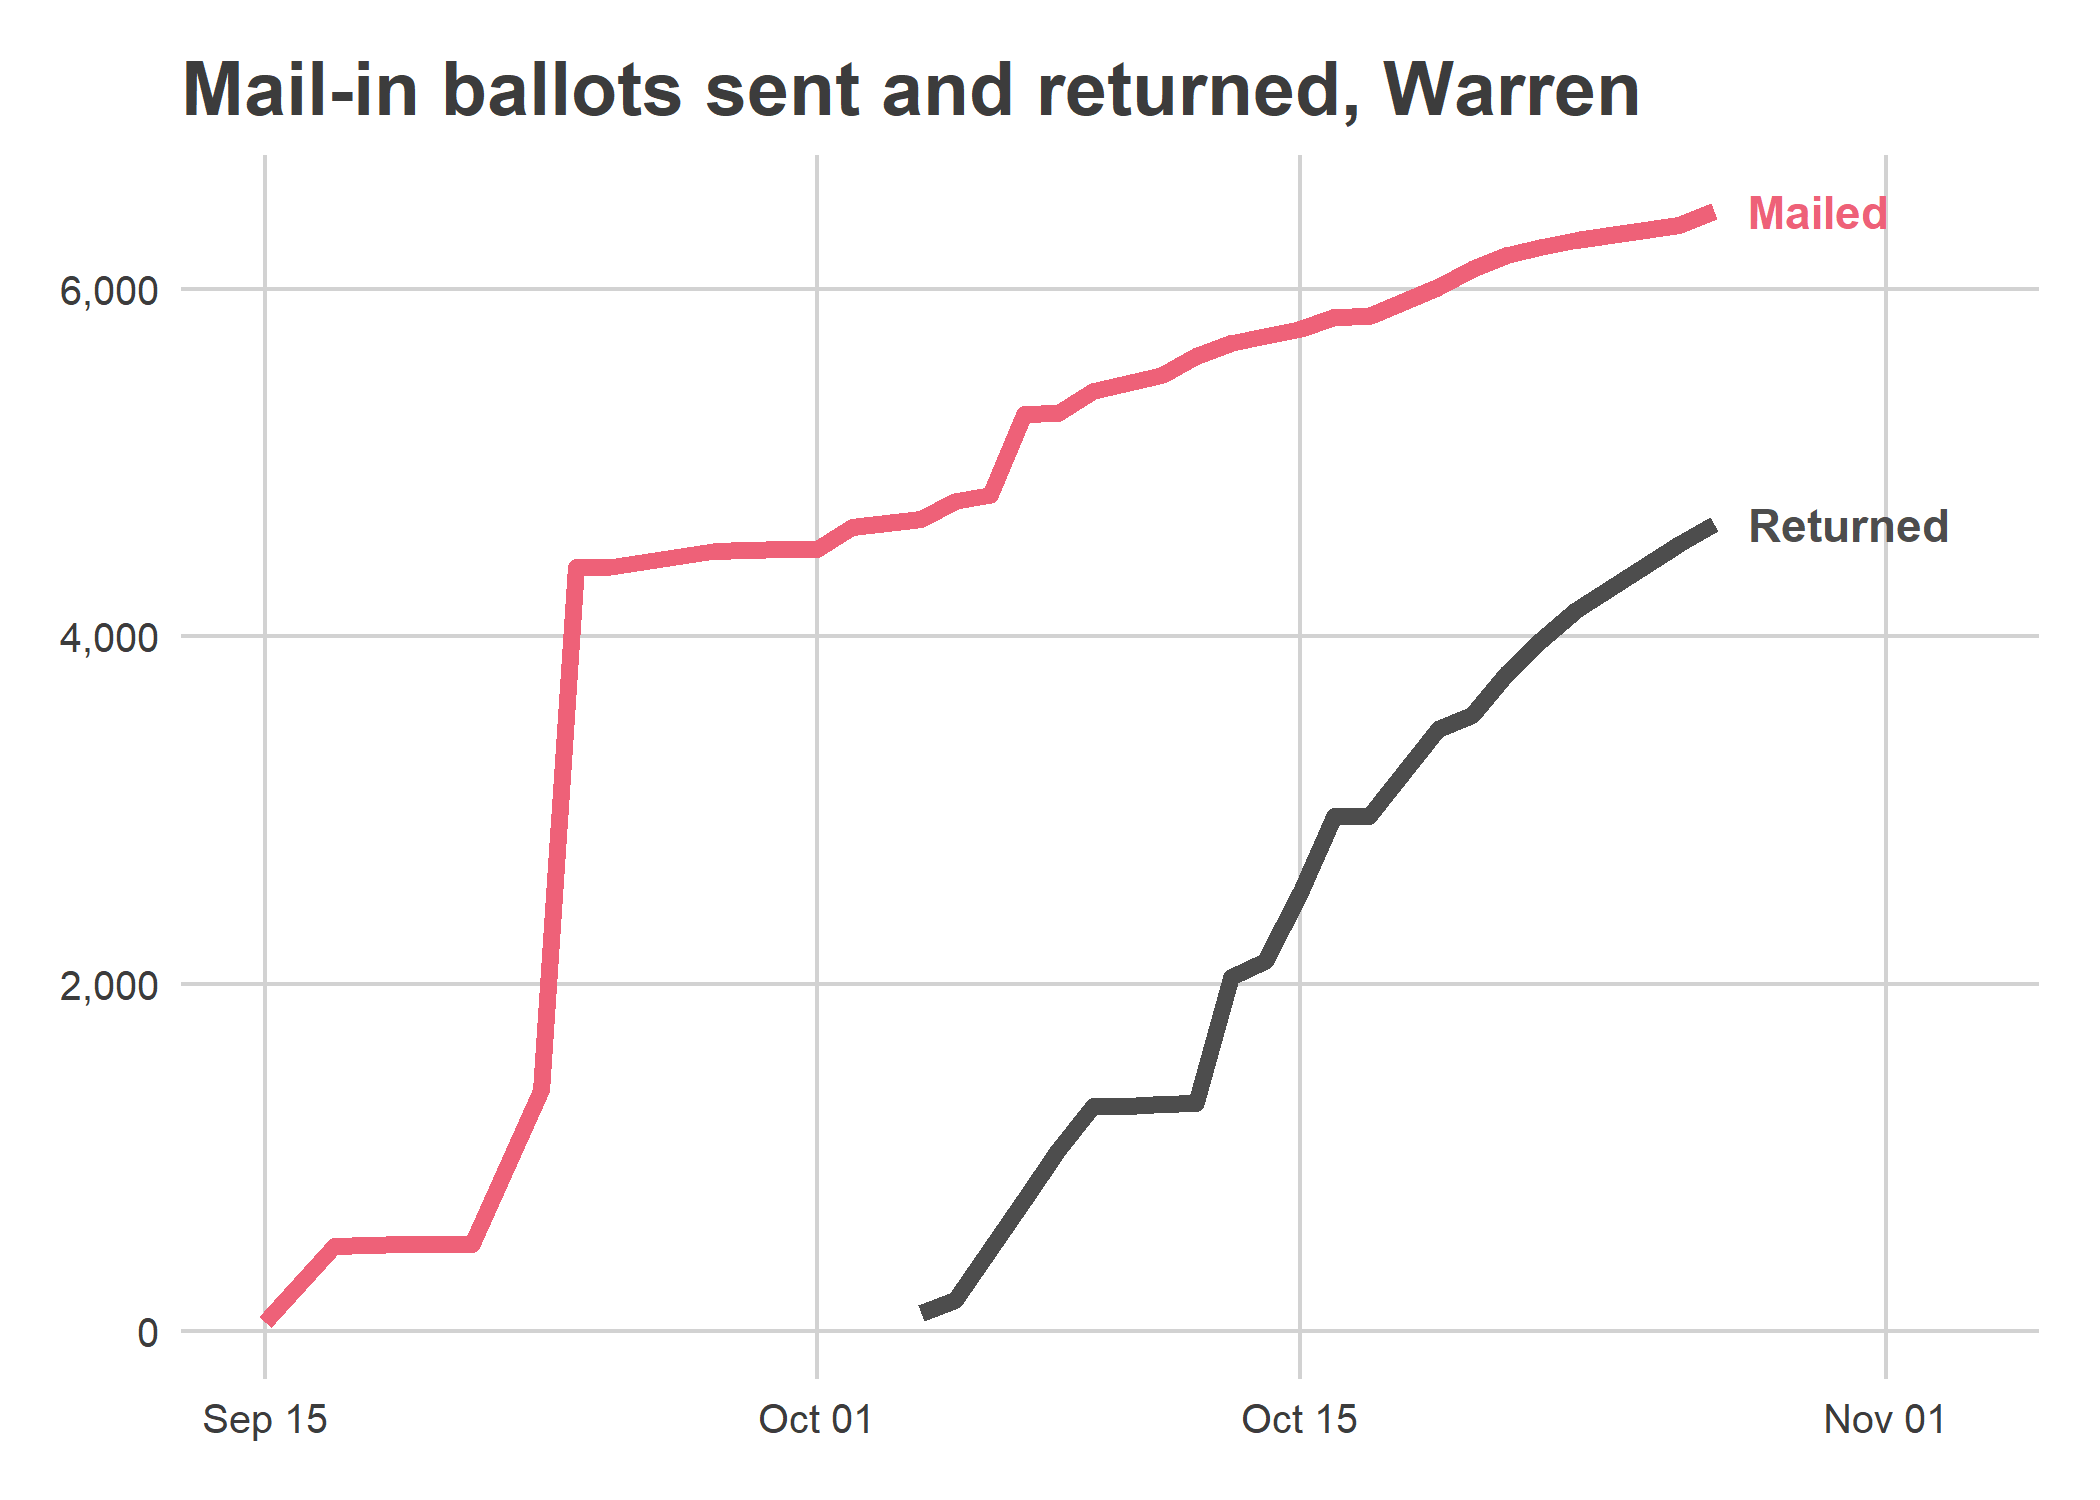 Mail-in ballots sent and returned, Warren
Mailed
6,000
Returned
4,000
2,000
0
Sep 15
Oct 01
Oct 15
Nov 01